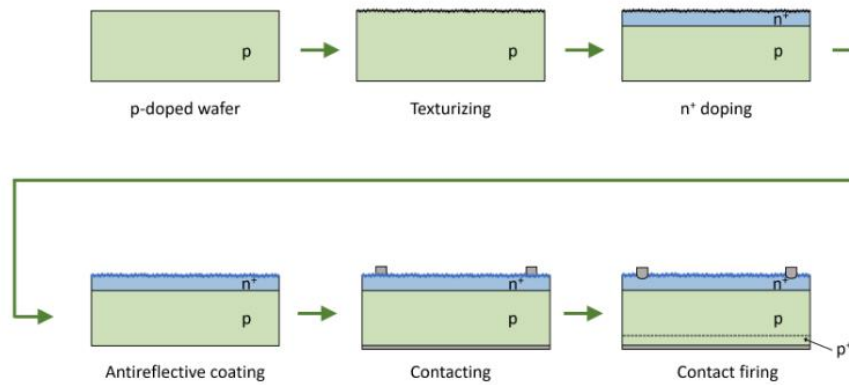 p
p-doped wafer
p
Texturizing
n⁺
p
n⁺ doping
n⁺
p
Antireflective coating
n⁺
p
Contacting
n⁺
p
p⁺
Contact firing